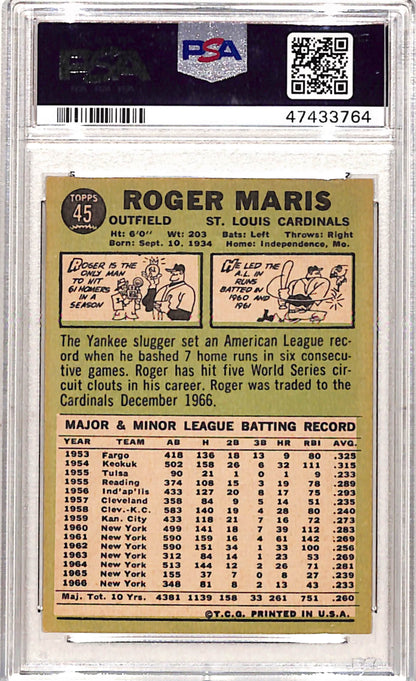 PSA
PSA
47433764
TOPPS
45
ROGER MARIS
OUTFIELD ST. LOUIS CARDINALS
Ht: 6'0" Wt: 203 Bats: Left Throws: Right
Born: Sept. 10, 1934 Home: Independence, Mo.
ROGER IS THE
ONLY MAN
TO HIT
61 HOMERS
IN A
SEASON
HE LED THE
A.L. IN
RUNS
BATTED IN
1960 AND
1961
The Yankee slugger set an American League rec
ord when he bashed 7 home runs in six consecu
tive games. Roger has hit five World Series cir
cuit clouts in his career. Roger was traded to the
Cardinals December 1966.
MAJOR & MINOR LEAGUE BATTING RECORD
YEAR TEAM AB H 2B 3B HR RBI AVG.
1953 Fargo 418 136 18 13 9 80 .325
1954 Keokuk 502 158 26 6 32 111 .315
1955 Tulsa 90 21 1 0 1 9 .233
1955 Reading 374 108 15 3 19 78 .289
1956 Ind'ap'lis 433 127 20 8 17 75 .293
1957 Cleveland 358 84 9 5 14 51 .235
1958 Clev.-K.C. 583 140 19 4 28 80 .240
1959 Kan. City 433 118 21 7 16 72 .273
1960 New York 499 141 18 7 39 112 .283
1961 New York 590 159 16 4 61 142 .269
1962 New York 590 151 34 1 33 100 .256
1963 New York 312 84 14 1 23 53 .269
1964 New York 513 144 12 2 26 71 .281
1965 New York 155 37 7 0 8 27 .239
1966 New York 348 81 8 2 13 43 .233
Maj. Tot. 10 Yrs. 4381 1139 158 33 261 751 .260
©T.C.G. PRINTED IN U.S.A.